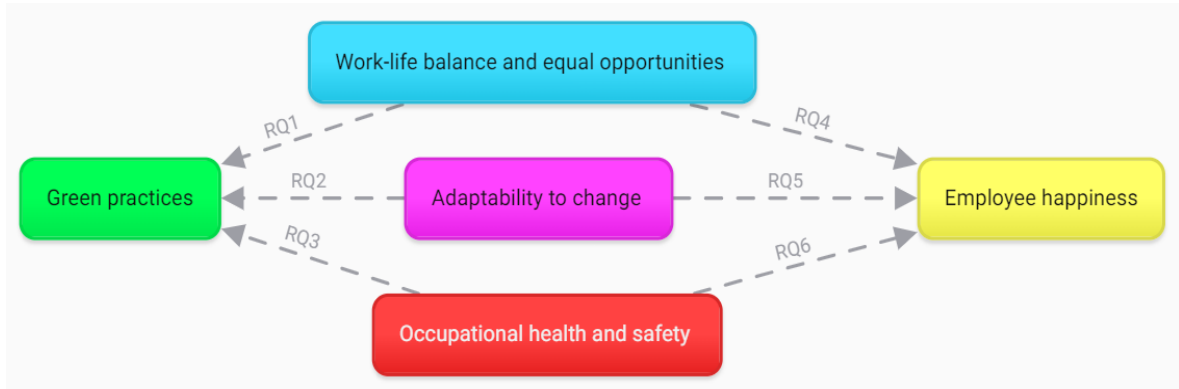 Work-life balance and equal opportunities
RQ1
RQ4
Green practices
RQ2
Adaptability to change
RQ5
Employee happiness
RQ3
RQ6
Occupational health and safety